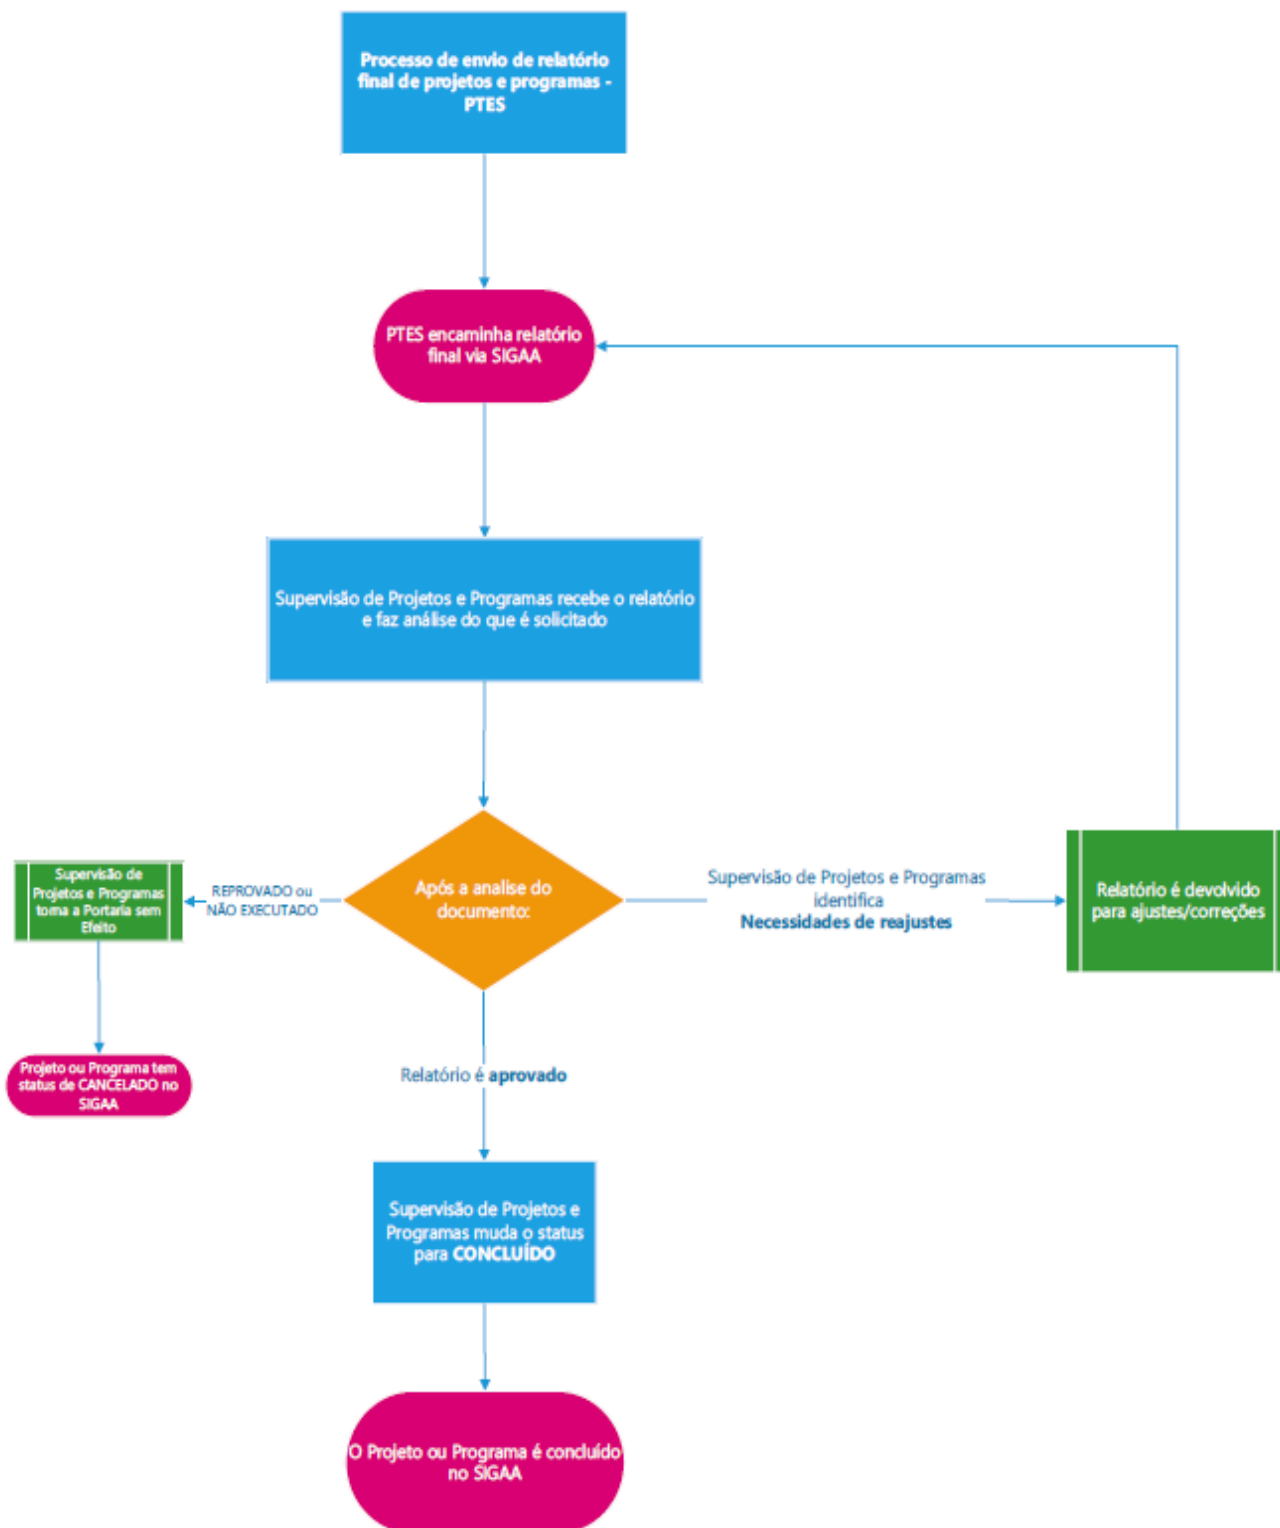 Processo de envio de relatório
final de projetos e programas -
PTES
PTES encaminha relatório
final via SIGAA
Supervisão de Projetos e Programas recebe o relatório
e faz análise do que é solicitado
Após a analise do
documento:
REPROVADO ou
NÃO EXECUTADO
Supervisão de
Projetos e Programas
torna a Portaria sem
Efeito
Projeto ou Programa tem
status de CANCELADO no
SIGAA
Supervisão de Projetos e Programas
identifica
Necessidades de reajustes
Relatório é devolvido
para ajustes/correções
Relatório é aprovado
Supervisão de Projetos e
Programas muda o status
para CONCLUÍDO
O Projeto ou Programa é concluído
no SIGAA